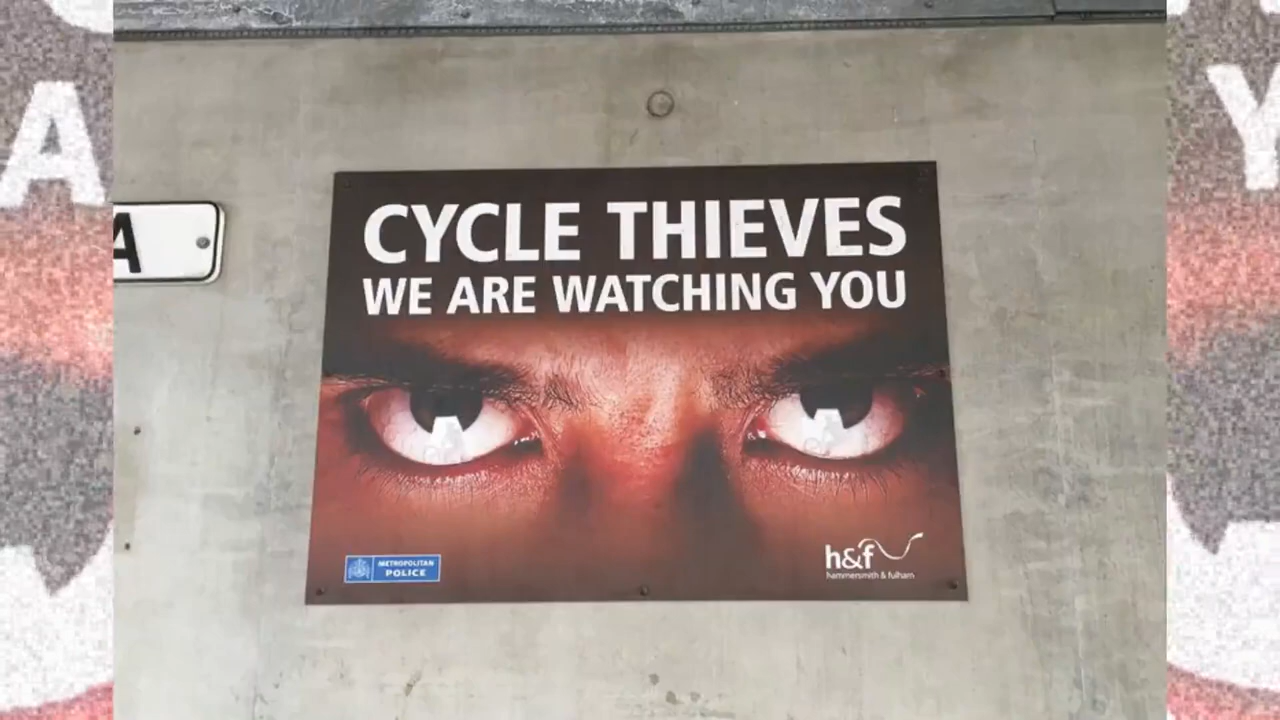 A
CYCLE THIEVES
WE ARE WATCHING YOU
METROPOLITAN
POLICE
h&f
hammersmith & fulham